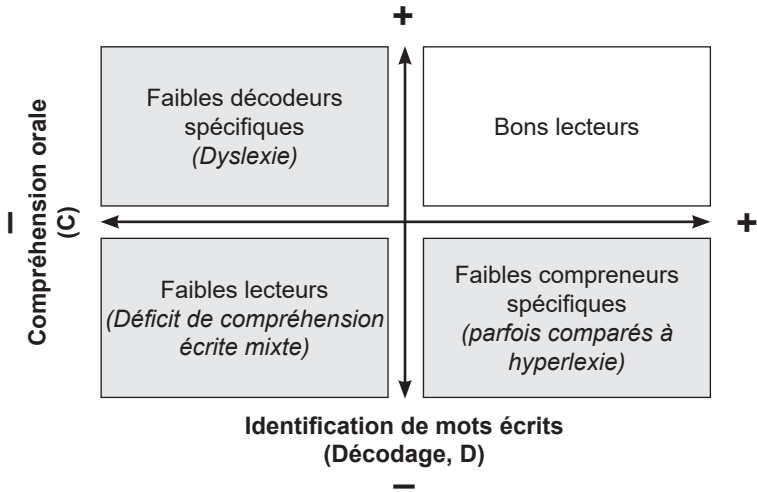 +
Faibles décodeurs
spécifiques
(Dyslexie)
Bons lecteurs
Compréhension orale
(C)
–
+
Faibles lecteurs
(Déficit de compréhension
écrite mixte)
Faibles compreneurs
spécifiques
(parfois comparés à
hyperlexie)
Identification de mots écrits
(Décodage, D)
–